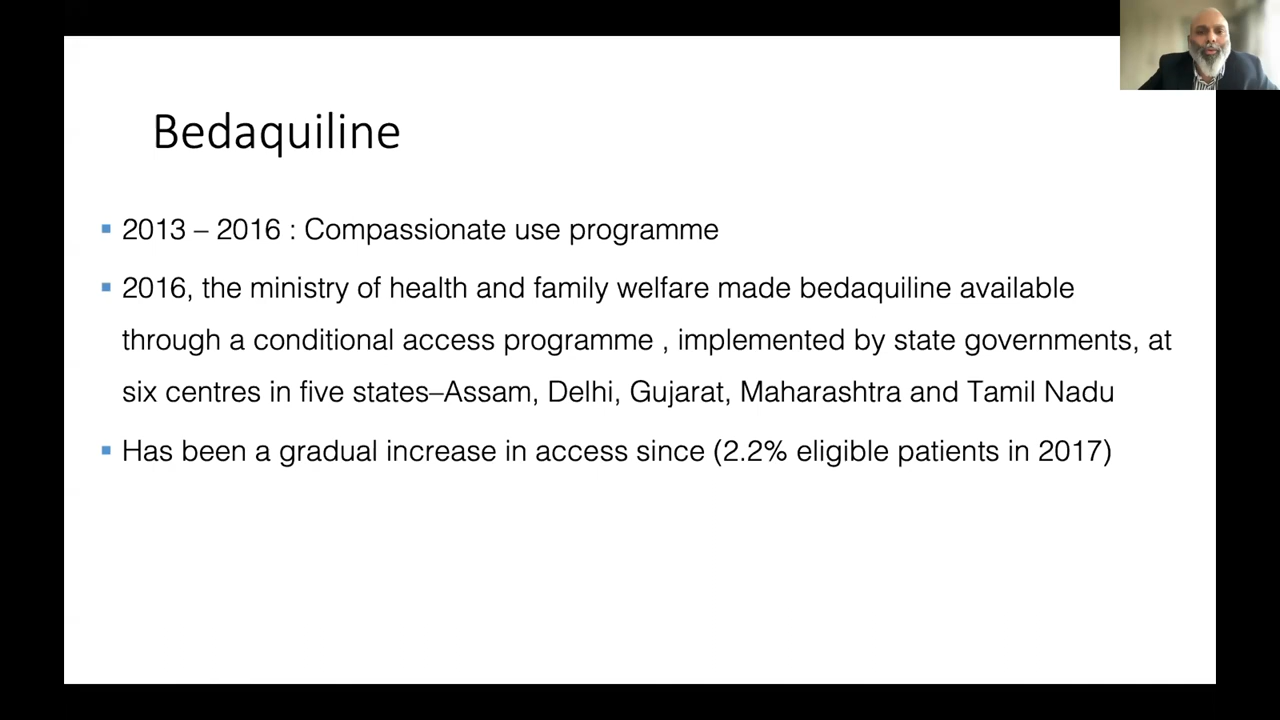 Bedaquiline
▪ 2013 – 2016 : Compassionate use programme
▪ 2016, the ministry of health and family welfare made bedaquiline available
through a conditional access programme , implemented by state governments, at
six centres in five states–Assam, Delhi, Gujarat, Maharashtra and Tamil Nadu
▪ Has been a gradual increase in access since (2.2% eligible patients in 2017)